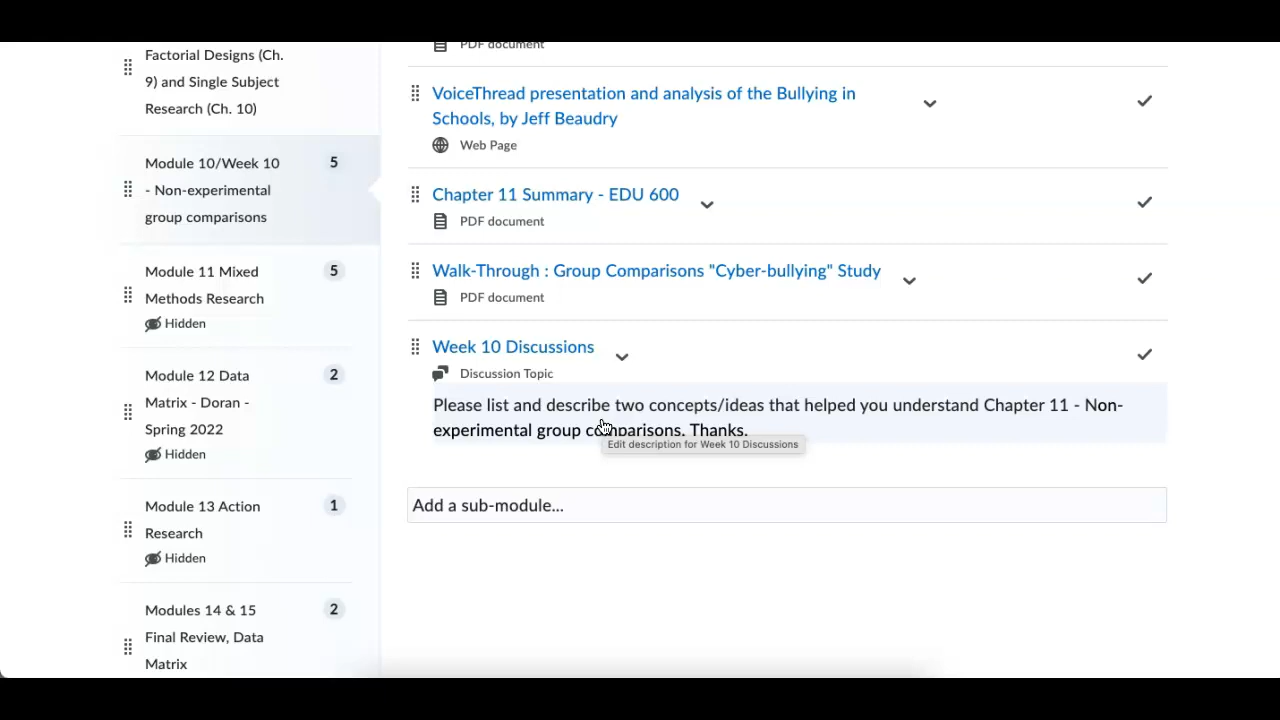 Factorial Designs (Ch.
9) and Single Subject
Research (Ch. 10)
Module 10/Week 10
5
- Non-experimental
group comparisons
Module 11 Mixed
5
Methods Research
Hidden
Module 12 Data
2
Matrix - Doran -
Spring 2022
Hidden
Module 13 Action
1
Research
Hidden
Modules 14 & 15
2
Final Review, Data
Matrix
PDF document
VoiceThread presentation and analysis of the Bullying in
Schools, by Jeff Beaudry
Web Page
Chapter 11 Summary - EDU 600
PDF document
Walk-Through : Group Comparisons "Cyber-bullying" Study
PDF document
Week 10 Discussions
Discussion Topic
Please list and describe two concepts/ideas that helped you understand Chapter 11 - Non-
experimental group comparisons. Thanks.
Edit description for Week 10 Discussions
Add a sub-module...